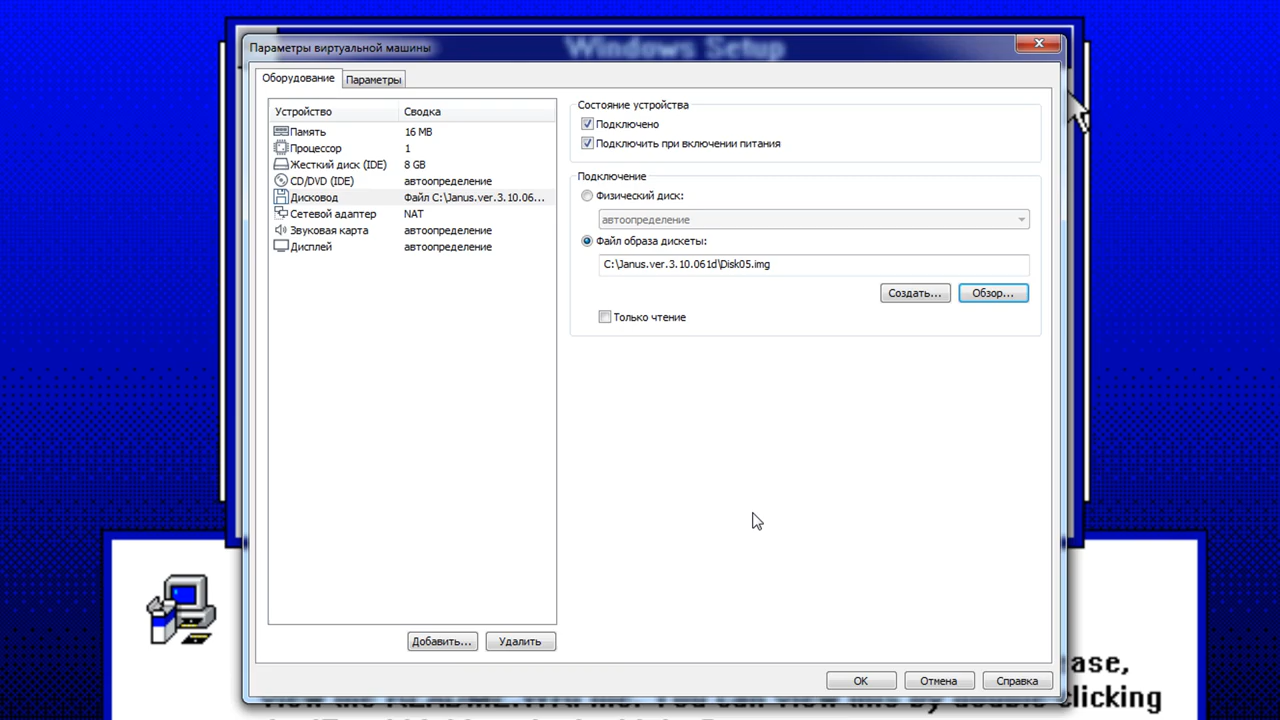 Windows Setup
Параметры виртуальной машины
Оборудование
Параметры
Устройство Сводка
Память 16 MB
Процессор 1
Жесткий диск (IDE) 8 GB
CD/DVD (IDE) автоопределение
Дисковод Файл C:\Janus.ver.3.10.06...
Сетевой адаптер NAT
Звуковая карта автоопределение
Дисплей автоопределение
Добавить...
Удалить
Состояние устройства
Подключено
Подключить при включении питания
Подключение
Физический диск:
автоопределение
Файл образа дискеты:
C:\Janus.ver.3.10.061d\Disk05.img
Создать...
Обзор...
Только чтение
OK
Отмена
Справка
ase,
clicking